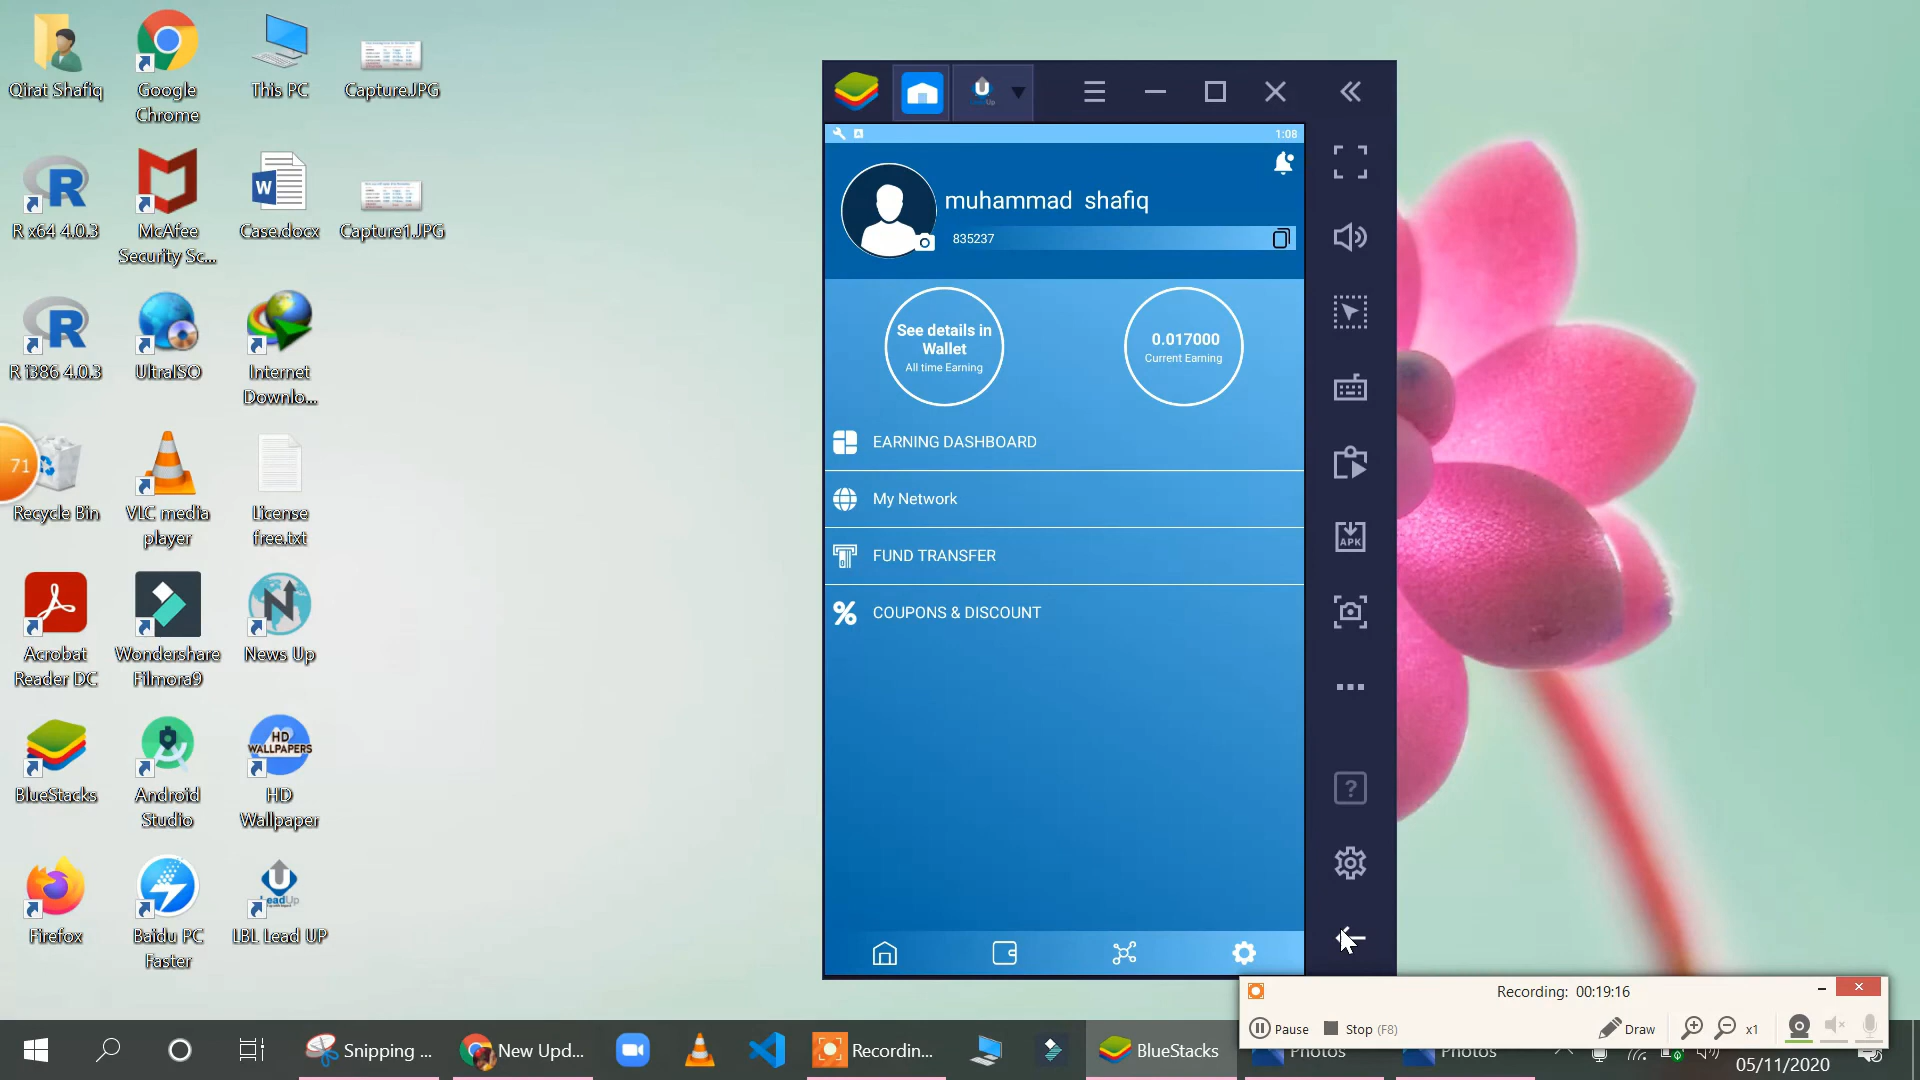 Qirat Shafiq
Google
Chrome
This PC
Capture.JPG
R x64 4.0.3
McAfee
Security Sc...
Case.docx
Capture1.JPG
R i386 4.0.3
UltraISO
Internet
Downlo...
71
Recycle Bin
VLC media
player
License
free.txt
Acrobat
Reader DC
Wondershare
Filmora9
News Up
BlueStacks
Android
Studio
HD
WALLPAPERS
HD
Wallpaper
Firefox
Baidu PC
Faster
LBL Lead UP
1:08
muhammad shafiq
835237
See details in
Wallet
All time Earning
0.017000
Current Earning
EARNING DASHBOARD
My Network
FUND TRANSFER
COUPONS & DISCOUNT
APK
Recording: 00:19:16
Pause
Stop (F8)
Draw
x1
Snipping ...
New Upd...
Recordin...
BlueStacks
Photos
Photos
05/11/2020